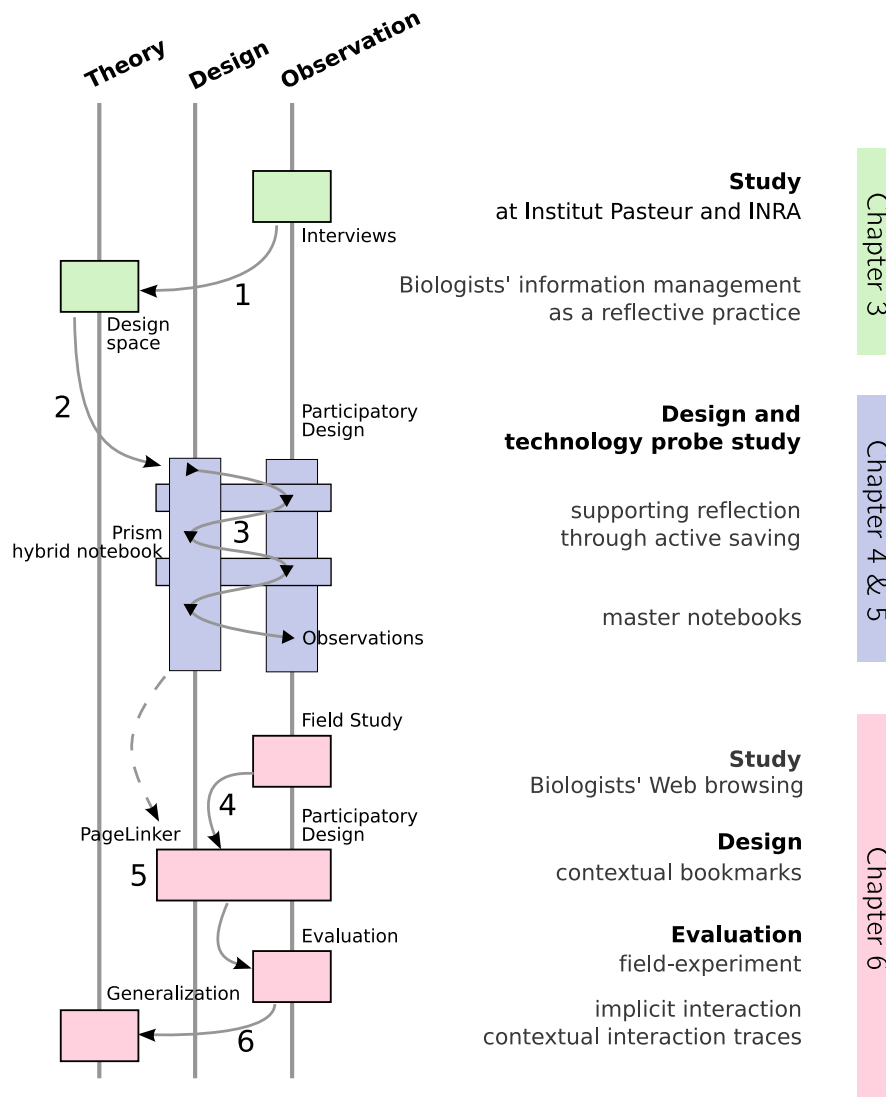 Theory
Design
Observation
Study
at Institut Pasteur and INRA
Interviews
1
Biologists' information management
as a reflective practice
Chapter 3
Design
space
2
Participatory
Design
Design and
technology probe study
Prism
hybrid notebook
3
supporting reflection
through active saving
Chapter 4 & 5
master notebooks
Observations
Field Study
Study
Biologists' Web browsing
4
Participatory
Design
PageLinker
5
Design
contextual bookmarks
Chapter 6
Evaluation
Evaluation
field-experiment
Generalization
6
implicit interaction
contextual interaction traces